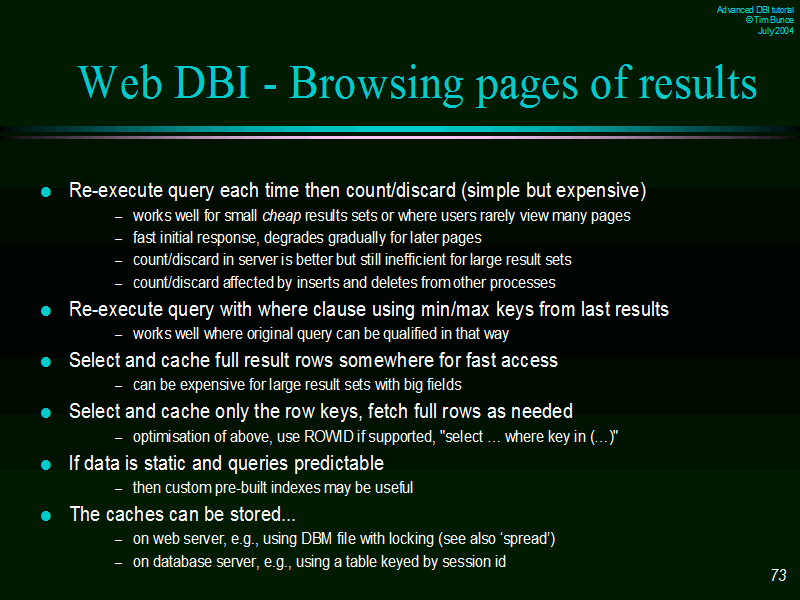 Advanced DBI tutorial
© Tim Bunce
July 2004
Web DBI - Browsing pages of results
● Re-execute query each time then count/discard (simple but expensive)
– works well for small cheap results sets or where users rarely view many pages
– fast initial response, degrades gradually for later pages
– count/discard in server is better but still inefficient for large result sets
– count/discard affected by inserts and deletes from other processes
● Re-execute query with where clause using min/max keys from last results
– works well where original query can be qualified in that way
● Select and cache full result rows somewhere for fast access
– can be expensive for large result sets with big fields
● Select and cache only the row keys, fetch full rows as needed
– optimisation of above, use ROWID if supported, "select … where key in (…)"
● If data is static and queries predictable
– then custom pre-built indexes may be useful
● The caches can be stored...
– on web server, e.g., using DBM file with locking (see also ‘spread’)
– on database server, e.g., using a table keyed by session id
73